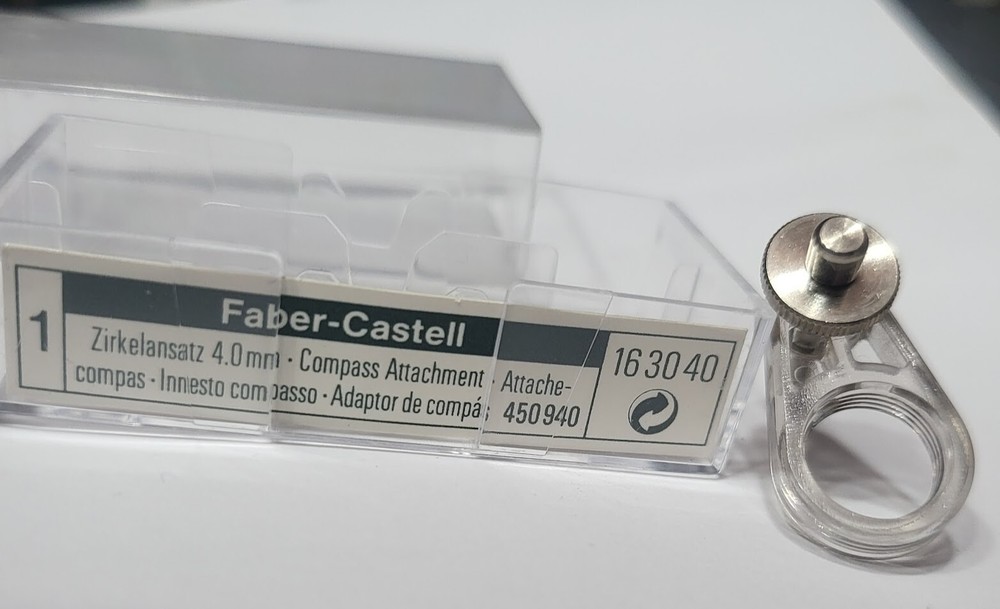 1
Faber-Castell
Zirkelansatz 4.0 mm · Compass Attachment · Attache-
compas · Innesto compasso · Adaptor de compás 450940
16 30 40